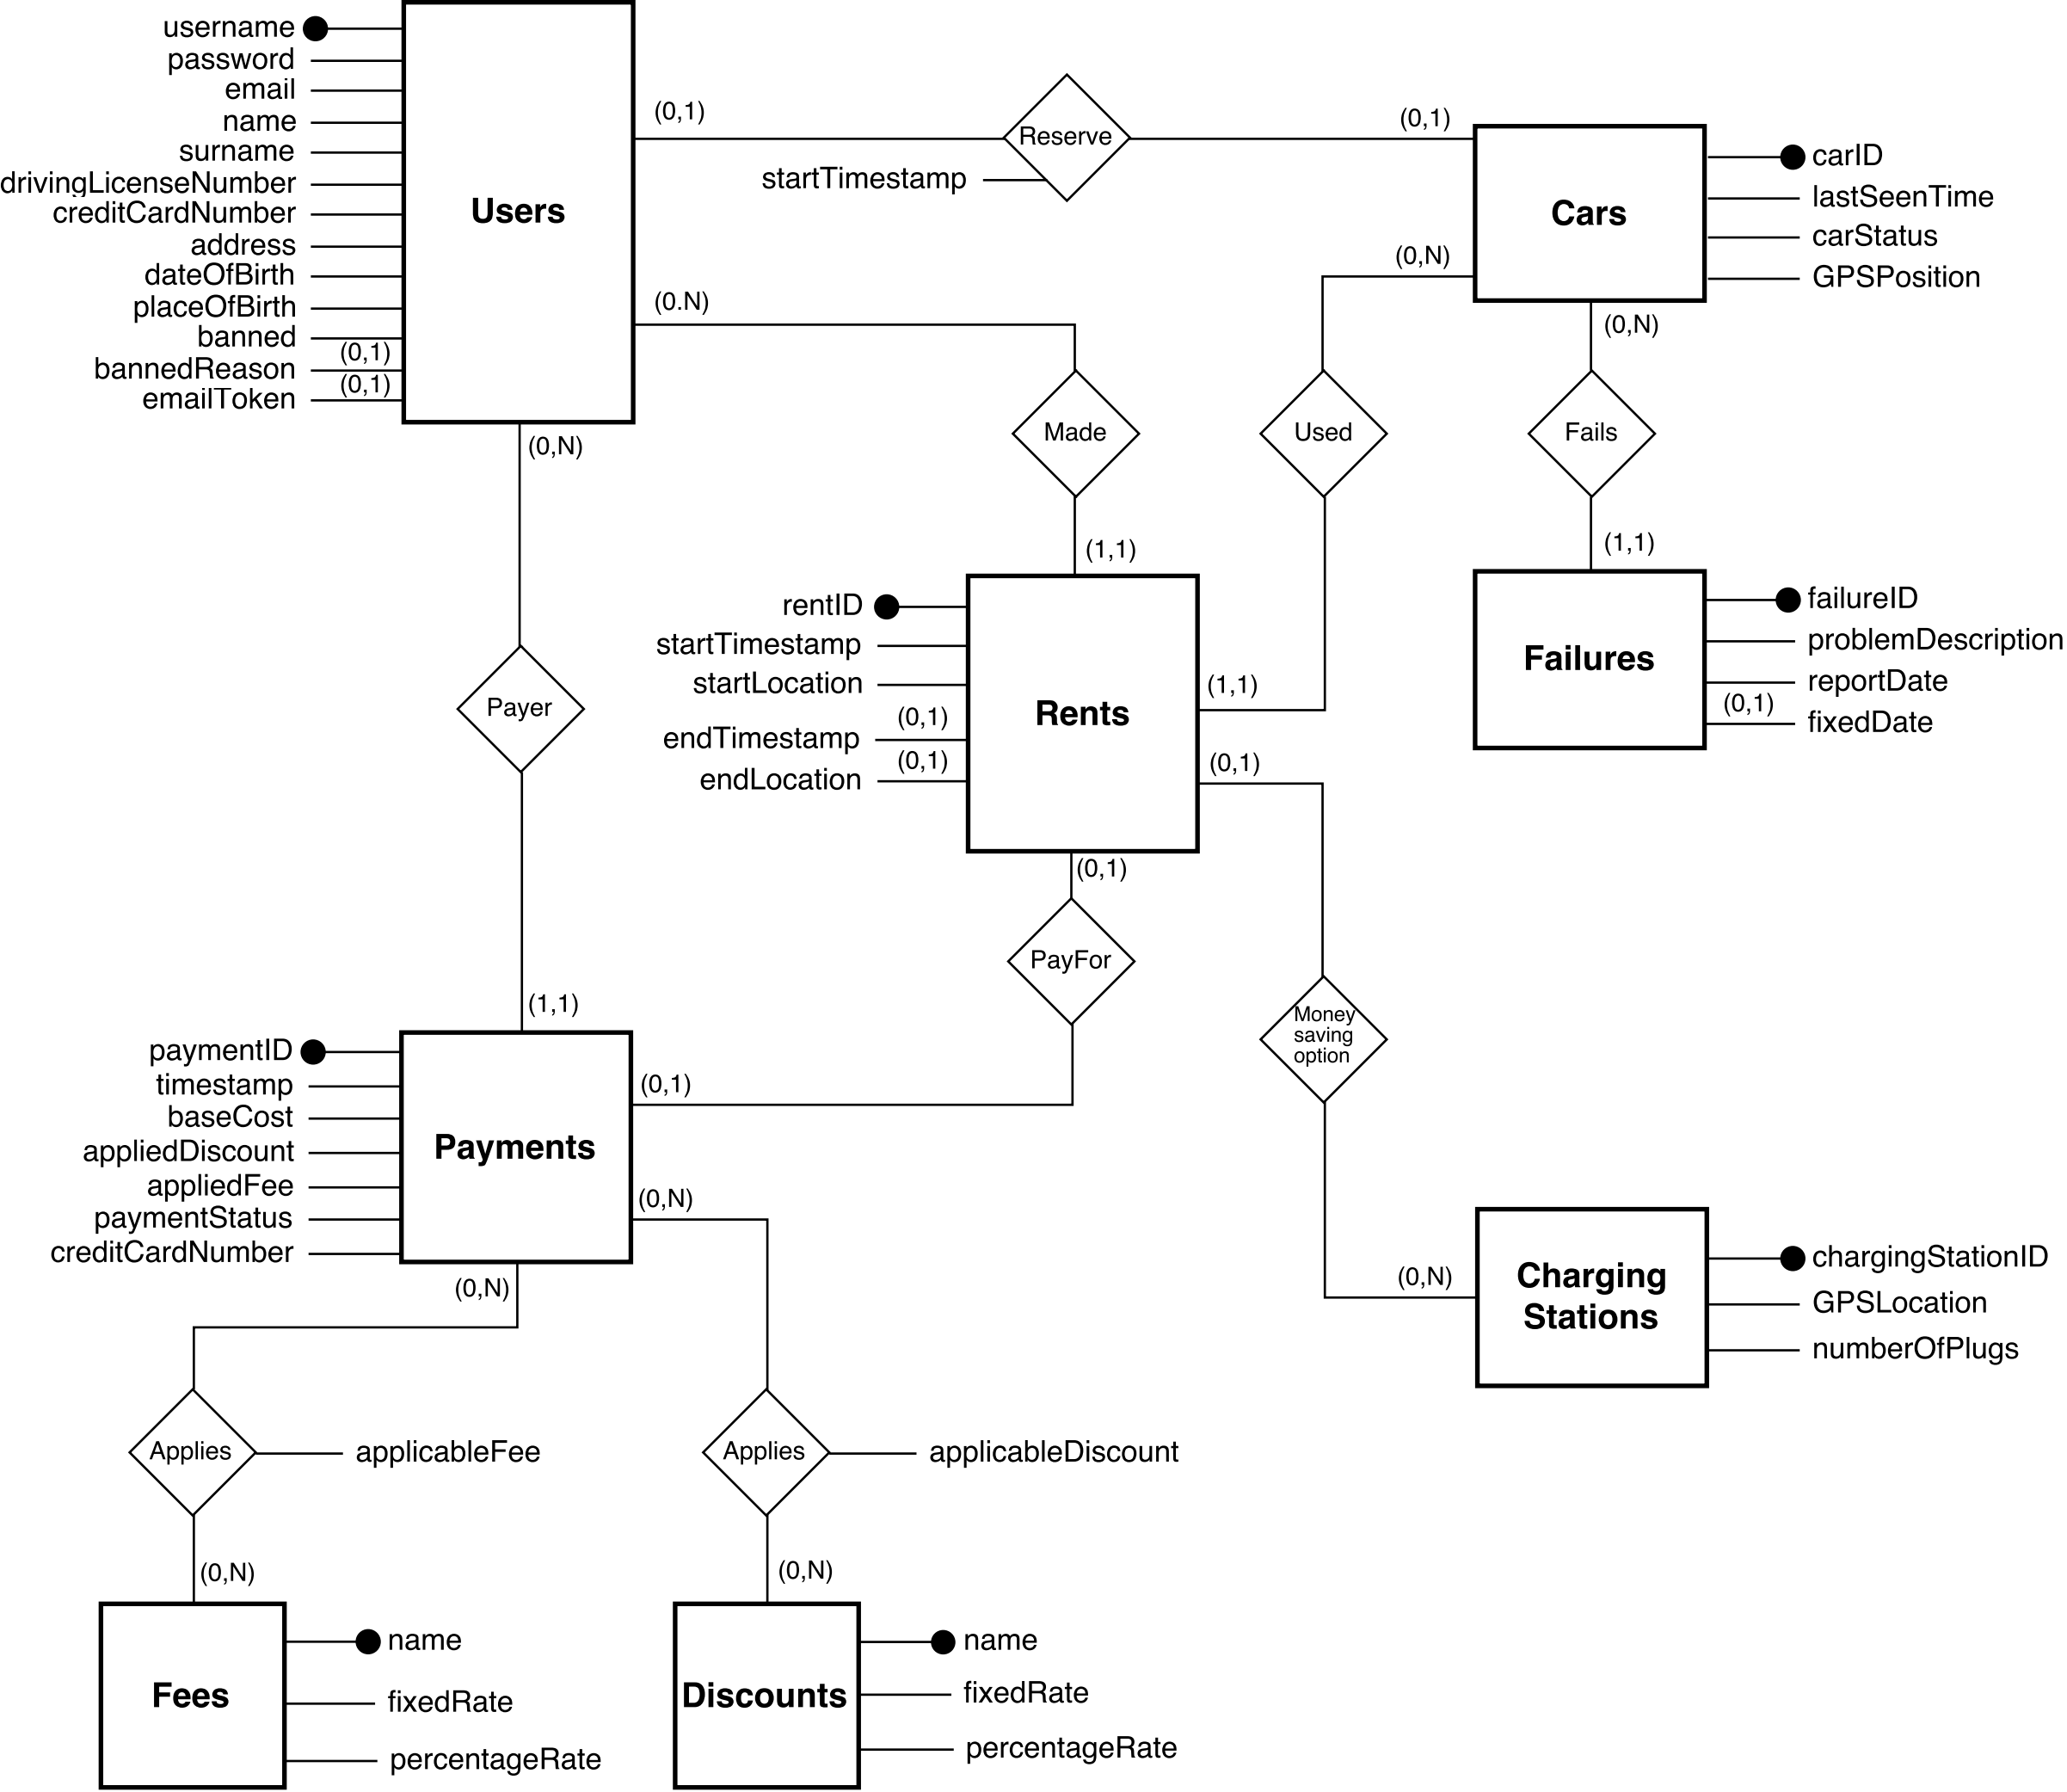 username
password
email
name
surname
drivingLicenseNumber
creditCardNumber
address
dateOfBirth
placeOfBirth
banned
(0,1)
bannedReason
(0,1)
emailToken
Users
(0,1)
Reserve
startTimestamp
(0,1)
Cars
carID
lastSeenTime
carStatus
GPSPosition
(0.N)
(0,N)
(0,N)
(0,N)
Made
Used
Fails
(1,1)
(1,1)
Failures
failureID
problemDescription
reportDate
(0,1)
fixedDate
rentID
startTimestamp
startLocation
(0,1)
endTimestamp
(0,1)
endLocation
Rents
(1,1)
(0,1)
(0,1)
Payer
PayFor
Money
saving
option
(1,1)
paymentID
timestamp
baseCost
appliedDiscount
appliedFee
paymentStatus
creditCardNumber
Payments
(0,1)
(0,N)
(0,N)
(0,N)
Charging
Stations
chargingStationID
GPSLocation
numberOfPlugs
Applies
applicableFee
Applies
applicableDiscount
(0,N)
(0,N)
Fees
name
fixedRate
percentageRate
Discounts
name
fixedRate
percentageRate